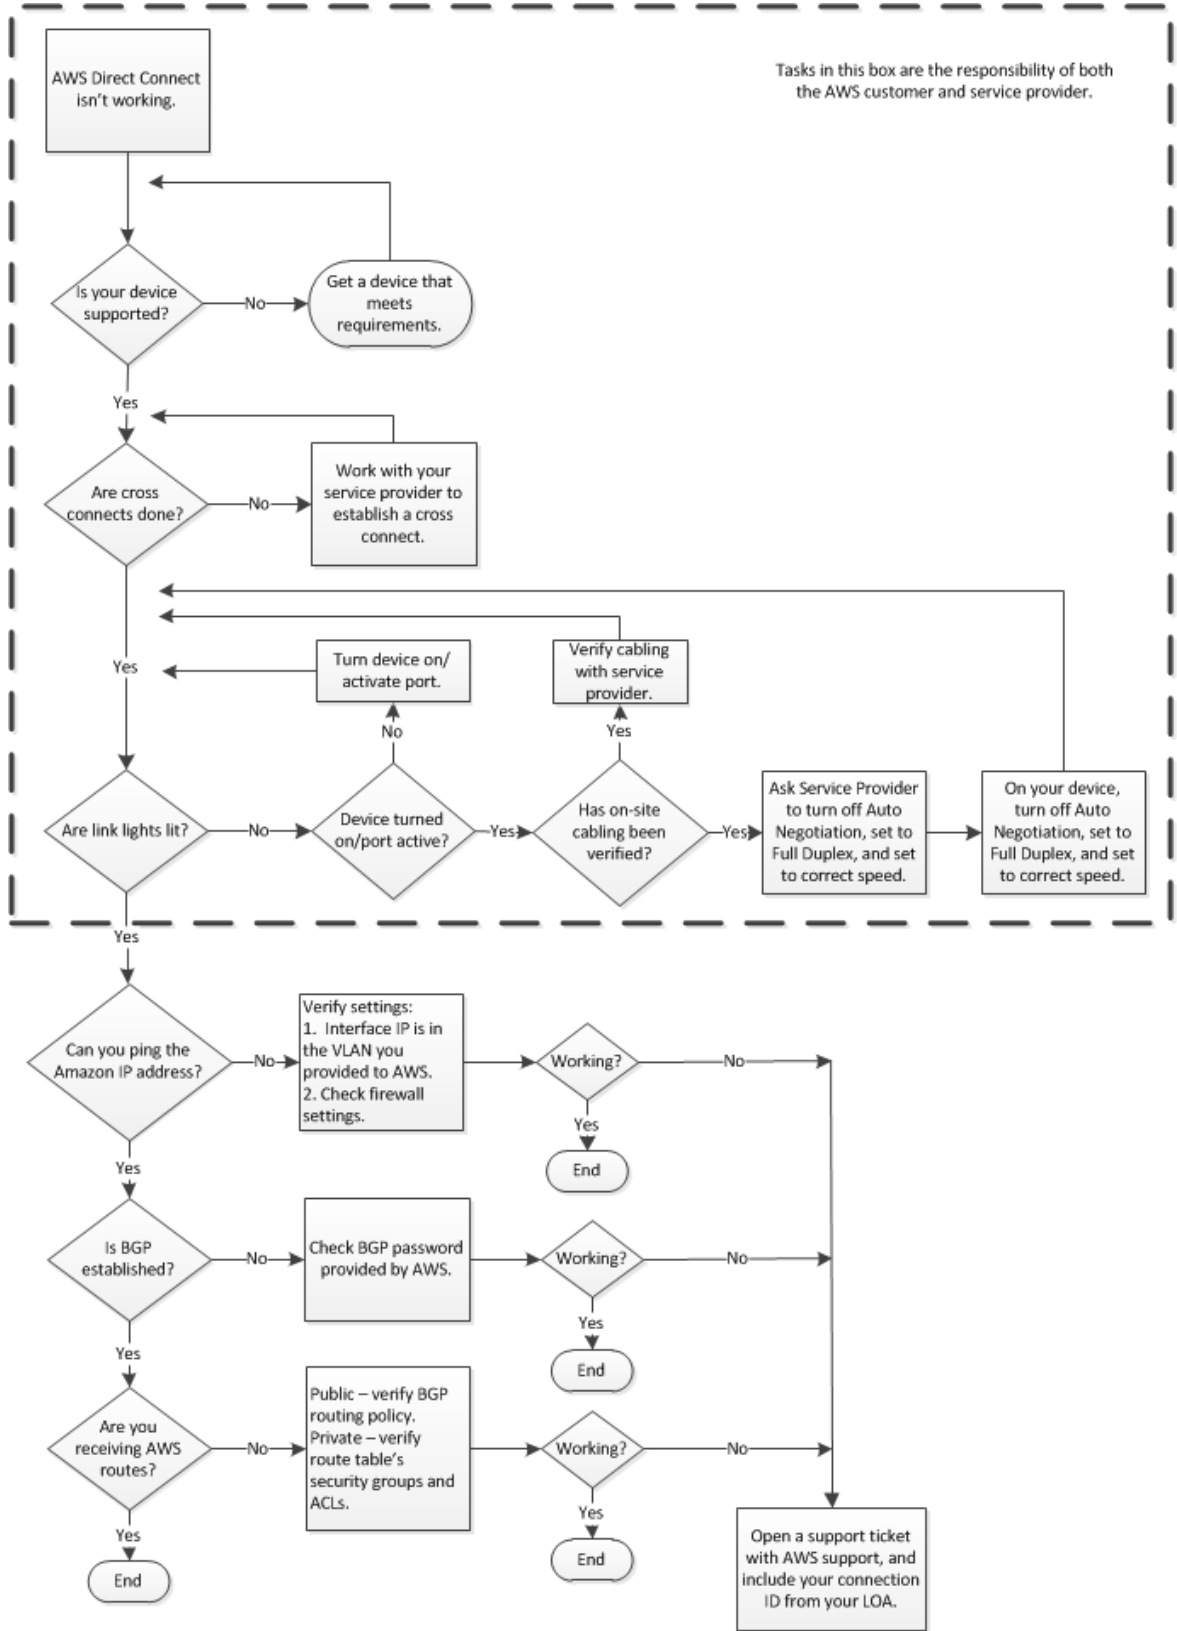 AWS Direct Connect
isn't working.
Tasks in this box are the responsibility of both
the AWS customer and service provider.
Is your device
supported?
No
Get a device that
meets
requirements.
Yes
Are cross
connects done?
No
Work with your
service provider to
establish a cross
connect.
Yes
Turn device on/
activate port.
Verify cabling
with service
provider.
No
Yes
Are link lights lit?
No
Device turned
on/port active?
Yes
Has on-site
cabling been
verified?
Yes
Ask Service Provider
to turn off Auto
Negotiation, set to
Full Duplex, and set
to correct speed.
On your device,
turn off Auto
Negotiation, set to
Full Duplex, and set
to correct speed.
Yes
Can you ping the
Amazon IP address?
No
Verify settings:
1. Interface IP is in
the VLAN you
provided to AWS.
2. Check firewall
settings.
Working?
No
Yes
End
Yes
Is BGP
established?
No
Check BGP password
provided by AWS.
Working?
No
Yes
End
Yes
Are you
receiving AWS
routes?
No
Public – verify BGP
routing policy.
Private – verify
route table's
security groups and
ACLs.
Working?
No
Yes
End
Yes
End
Open a support ticket
with AWS support, and
include your connection
ID from your LOA.